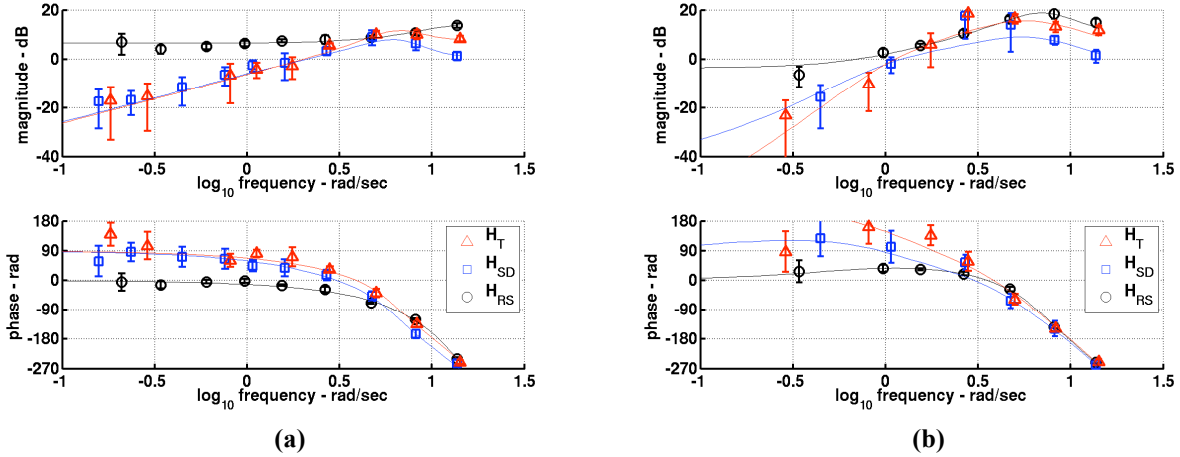 20
0
-20
-40
magnitude - dB
-1 -0.5 0 0.5 1 1.5
log10 frequency - rad/sec
180
90
0
-90
-180
-270
phase - rad
HT
HSD
HRS
-1 -0.5 0 0.5 1 1.5
log10 frequency - rad/sec
(a)
20
0
-20
-40
magnitude - dB
-1 -0.5 0 0.5 1 1.5
log10 frequency - rad/sec
180
90
0
-90
-180
-270
phase - rad
HT
HSD
HRS
-1 -0.5 0 0.5 1 1.5
log10 frequency - rad/sec
(b)